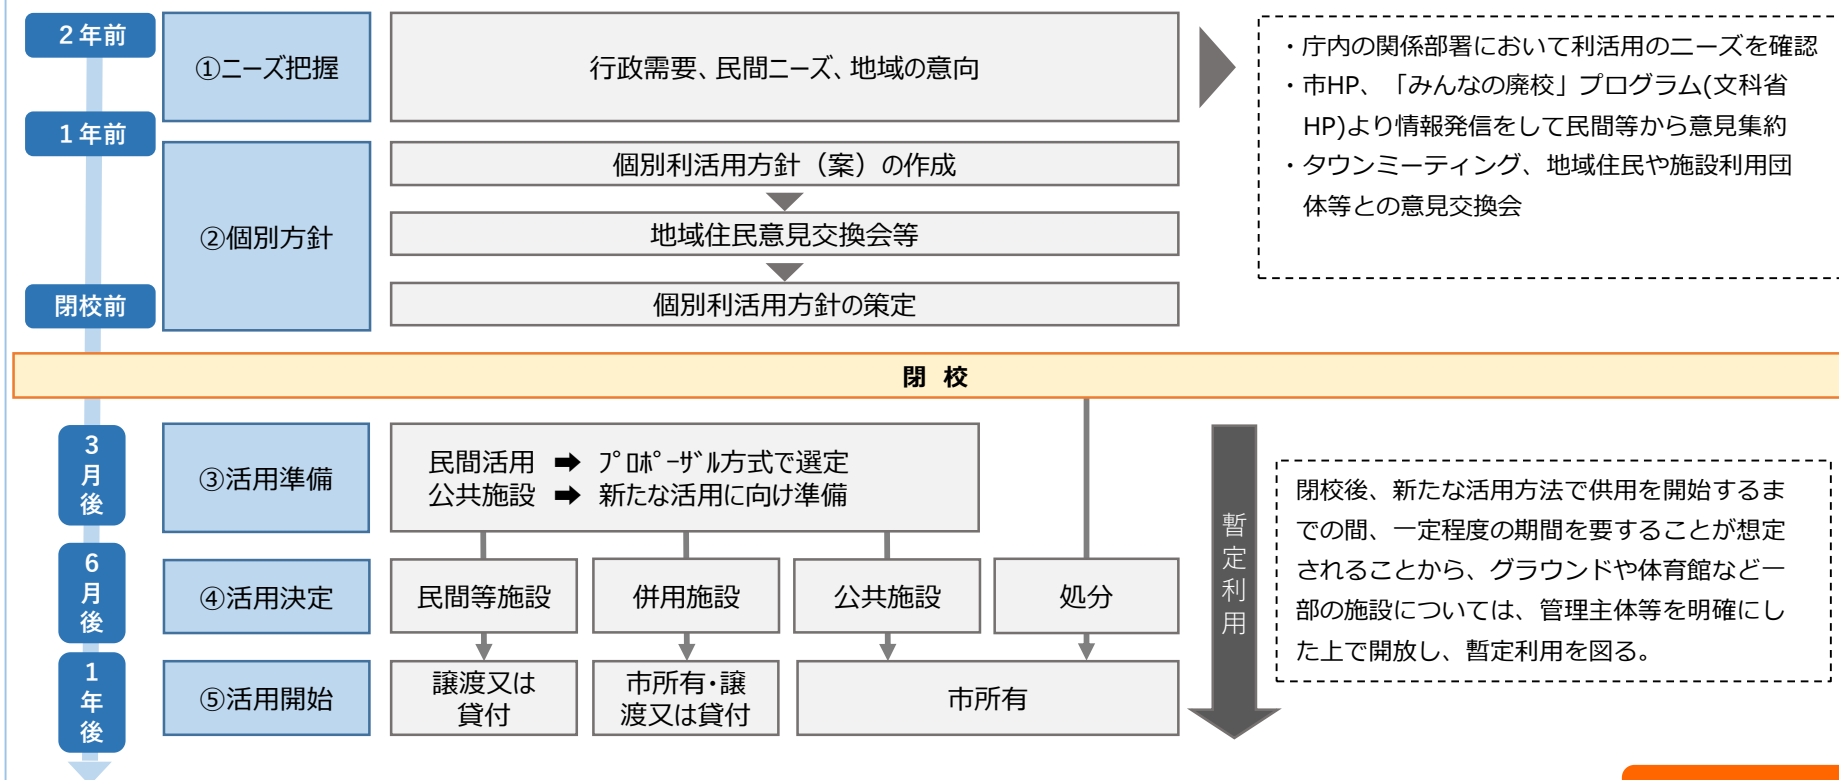 2年前
①ニーズ把握
行政需要、民間ニーズ、地域の意向
・庁内の関係部署において利活用のニーズを確認
・市HP、「みんなの廃校」プログラム(文科省
HP)より情報発信をして民間等から意見集約
・タウンミーティング、地域住民や施設利用団
体等との意見交換会
1年前
②個別方針
個別利活用方針（案）の作成
地域住民意見交換会等
個別利活用方針の策定
閉校前
閉 校
3月後
③活用準備
民間活用 ➡ ﾌﾟﾛﾎﾟｰｻﾞﾙ方式で選定
公共施設 ➡ 新たな活用に向け準備
6月後
④活用決定
民間等施設
併用施設
公共施設
処分
1年後
⑤活用開始
譲渡又は
貸付
市所有･譲
渡又は貸付
市所有
暫定利用
閉校後、新たな活用方法で供用を開始するま
での間、一定程度の期間を要することが想定
されることから、グラウンドや体育館など一
部の施設については、管理主体等を明確にし
た上で開放し、暫定利用を図る。